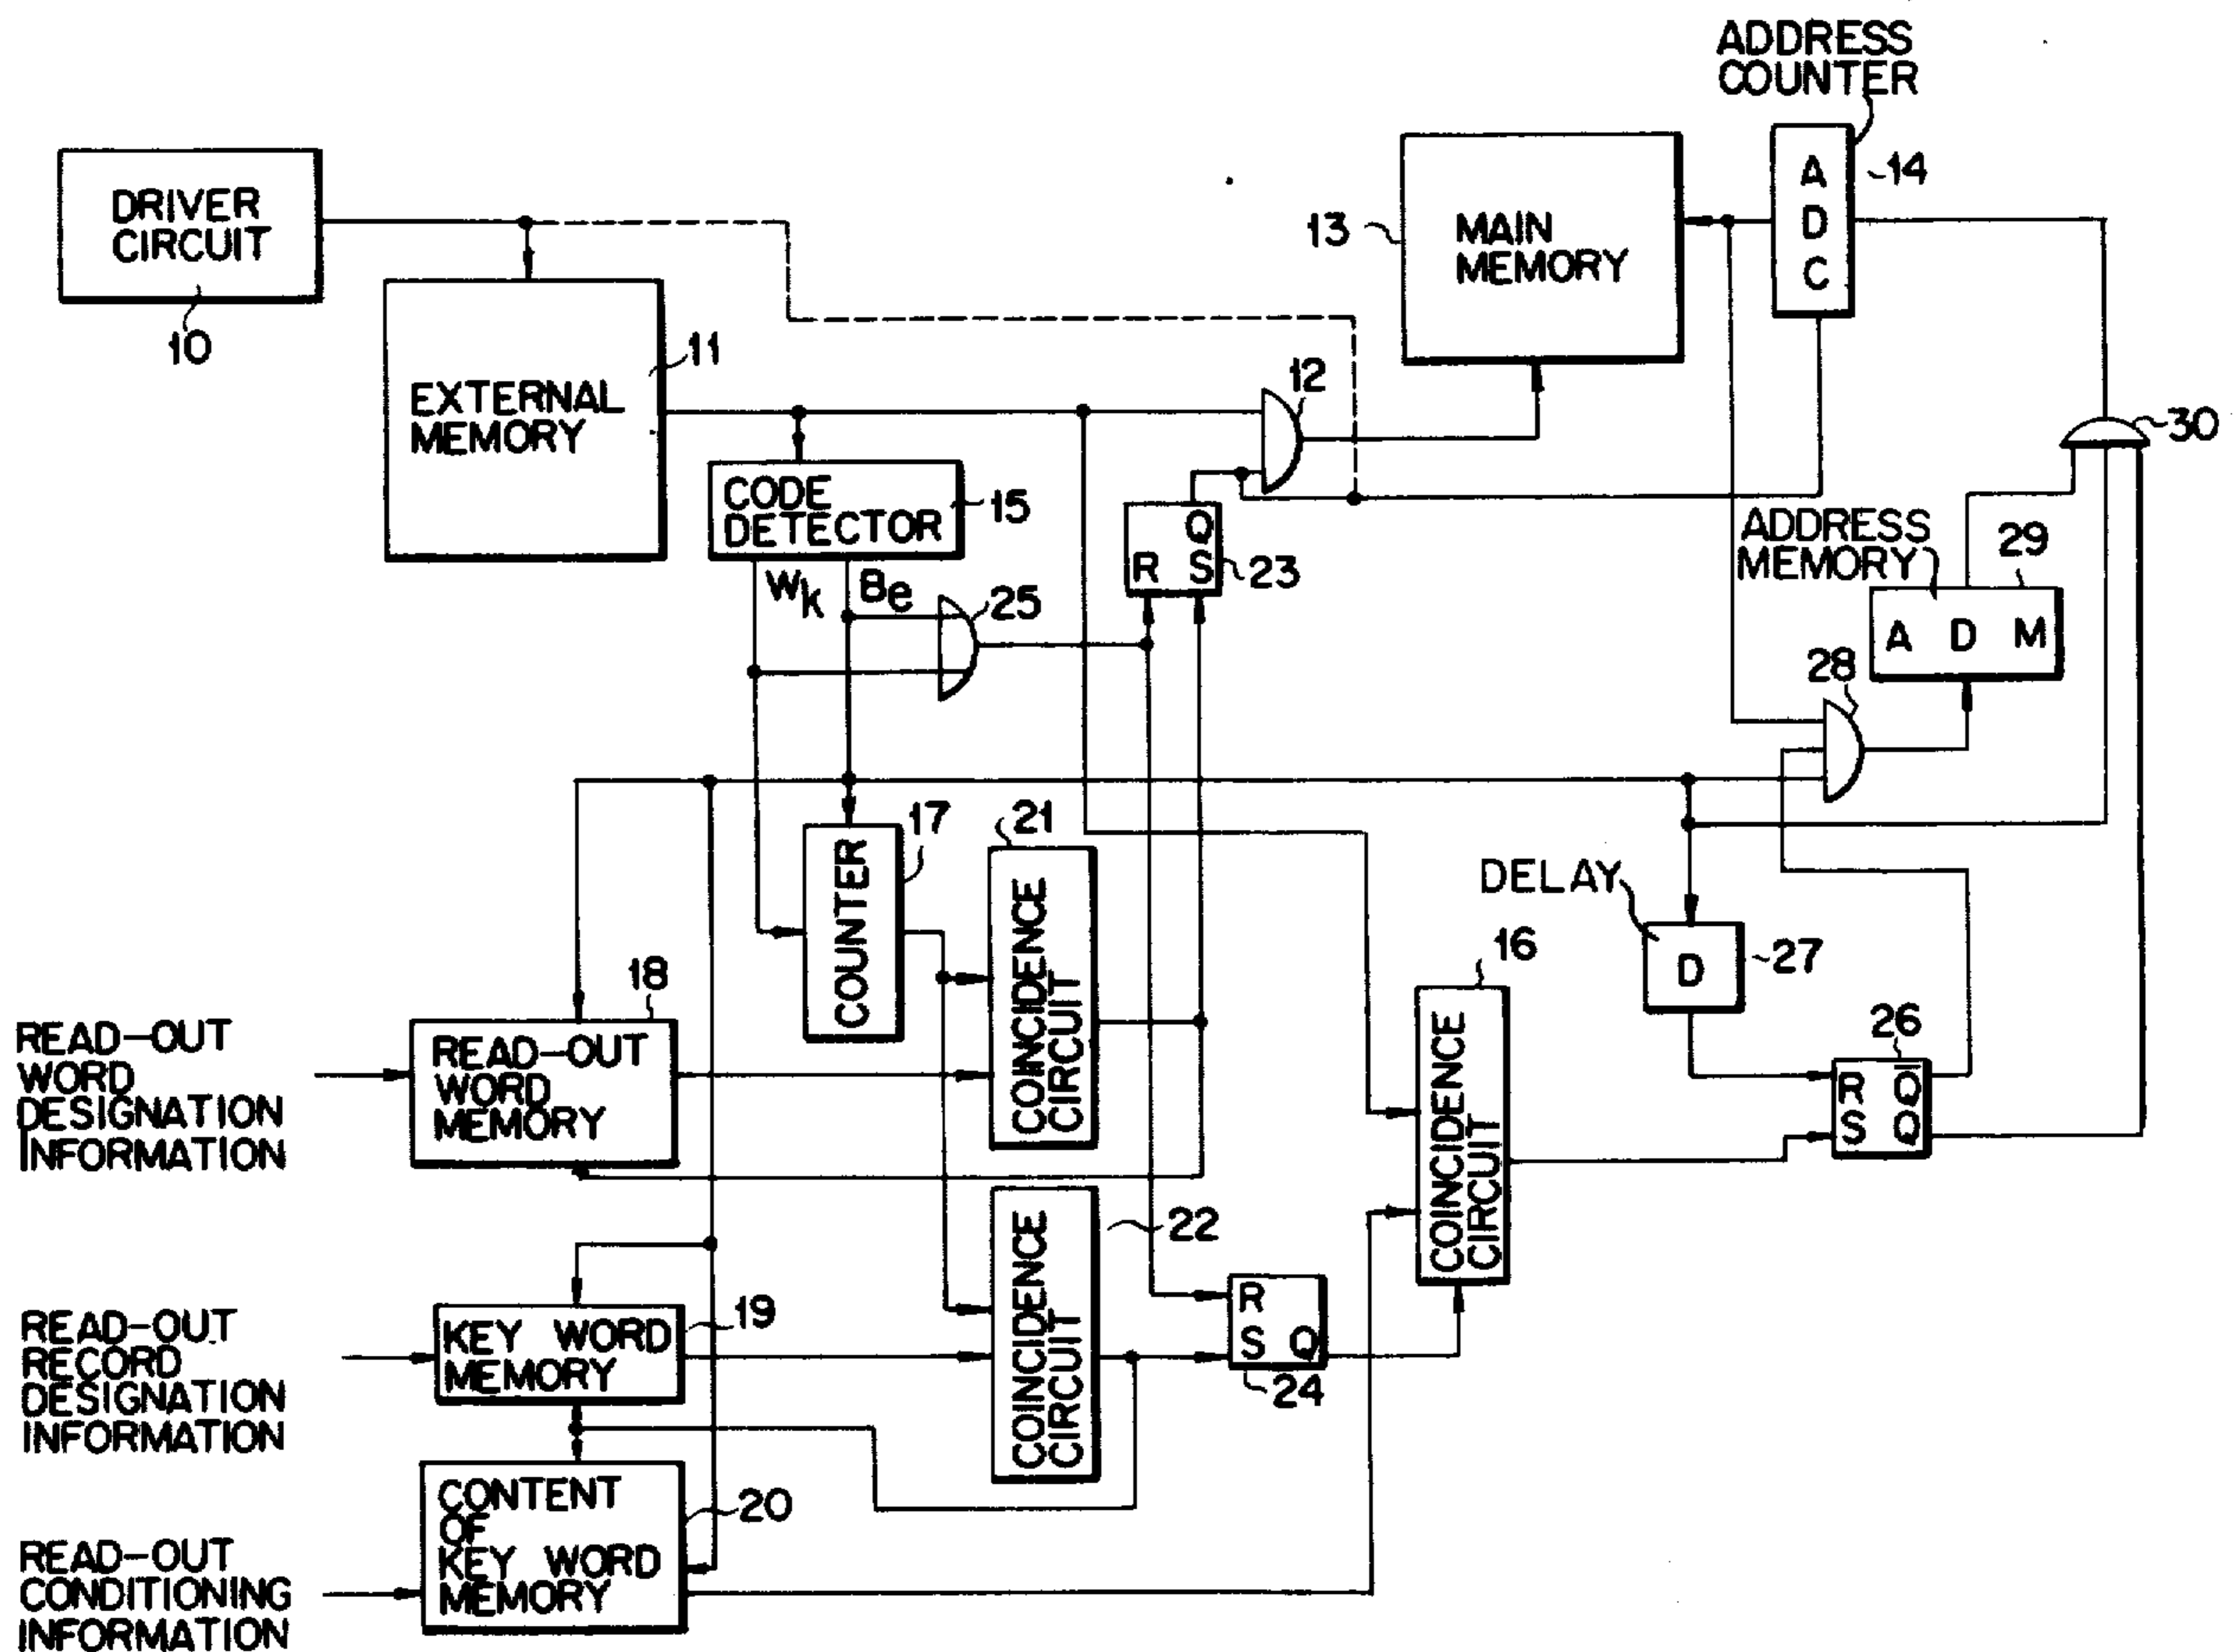 ADDRESS
COUNTER
DRIVER
CIRCUIT
10
EXTERNAL
MEMORY
11
13
MAIN
MEMORY
A
D
C
14
12
30
CODE
DETECTOR
15
Wk
Be
25
Q
R S
23
ADDRESS
MEMORY
29
A D M
28
17
COUNTER
21
COINCIDENCE
CIRCUIT
DELAY
D
27
16
COINCIDENCE
CIRCUIT
26
R Q̅
S Q
READ-OUT
WORD
DESIGNATION
INFORMATION
18
READ-OUT
WORD
MEMORY
22
COINCIDENCE
CIRCUIT
R
S Q
24
READ-OUT
RECORD
DESIGNATION
INFORMATION
19
KEY WORD
MEMORY
READ-OUT
CONDITIONING
INFORMATION
20
CONTENT
OF
KEY WORD
MEMORY